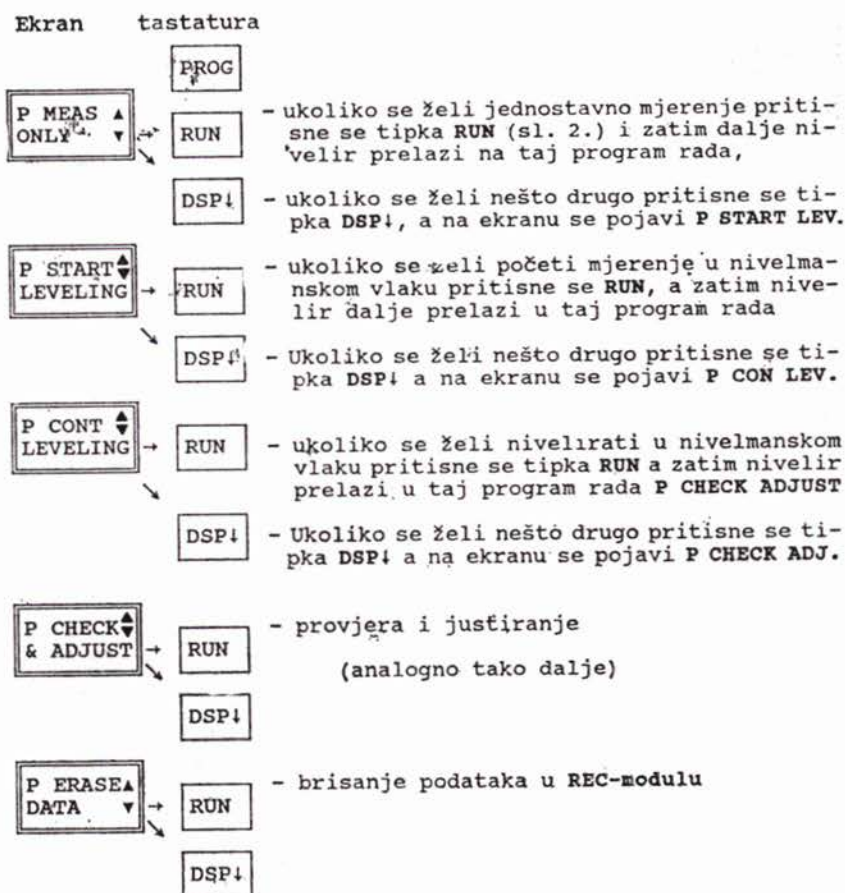 Ekran tastatura
PROG
P MEAS ▲
ONLY ▼ → RUN
- ukoliko se želi jednostavno mjerenje priti-
sne se tipka RUN (sl. 2.) i zatim dalje ni-
velir prelazi na taj program rada,
DSP↓ - ukoliko se želi nešto drugo pritisne se ti-
pka DSP↓, a na ekranu se pojavi P START LEV.
P START ▲▼
LEVELING → RUN
- ukoliko se želi početi mjerenje u nivelma-
nskom vlaku pritisne se RUN, a zatim nive-
lir dalje prelazi u taj program rada
DSP↓ - Ukoliko se želi nešto drugo pritisne se ti-
pka DSP↓ a na ekranu se pojavi P CON LEV.
P CONT ▲▼
LEVELING → RUN
- ukoliko se želi nivelirati u nivelmanskom
vlaku pritisne se tipka RUN a zatim nivelir
prelazi u taj program rada P CHECK ADJUST
DSP↓ - Ukoliko se želi nešto drugo pritisne se ti-
pka DSP↓ a na ekranu se pojavi P CHECK ADJ.
P CHECK ▲▼
& ADJUST → RUN
- provjera i justiranje
(analogno tako dalje)
DSP↓
P ERASE ▲
DATA ▼ → RUN
- brisanje podataka u REC-modulu
DSP↓